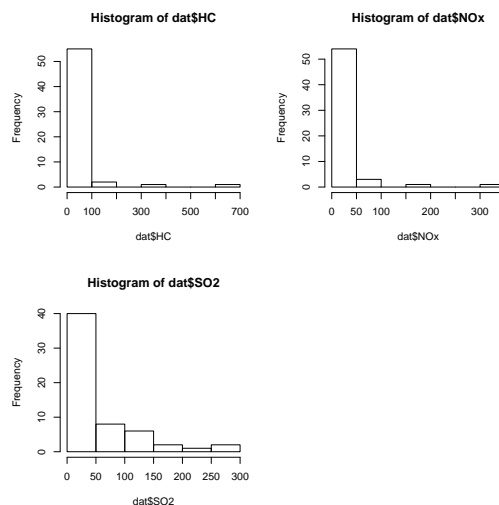 Histogram of dat$HC
Frequency
50
40
30
20
10
0
0 100 300 400 700
dat$HC
Histogram of dat$NOx
Frequency
50
40
30
20
10
0
0 50 100 200 300
dat$NOx
Histogram of dat$SO2
Frequency
40
30
20
10
0
0 50 100 150 200 250 300
dat$SO2